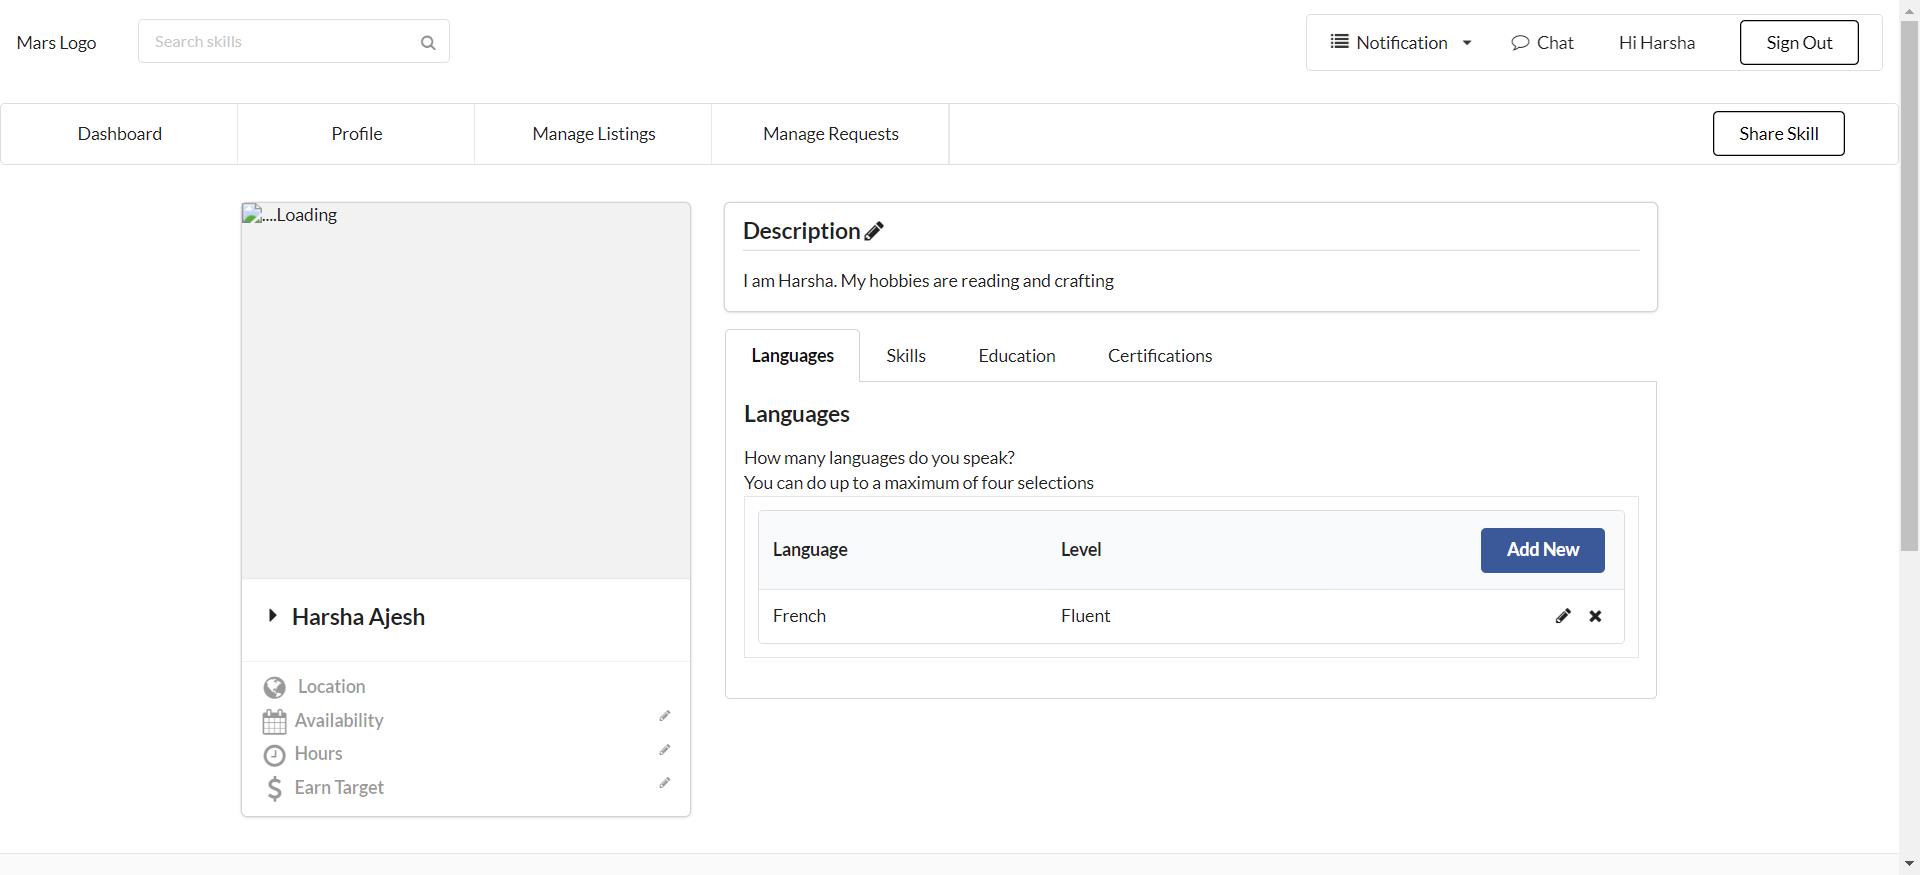 Mars Logo
Search skills
Notification
Chat
Hi Harsha
Sign Out
Dashboard
Profile
Manage Listings
Manage Requests
Share Skill
....Loading
Harsha Ajesh
Location
Availability
Hours
Earn Target
Description
I am Harsha. My hobbies are reading and crafting
Languages
Skills
Education
Certifications
Languages
How many languages do you speak?
You can do up to a maximum of four selections
Language
Level
Add New
French
Fluent